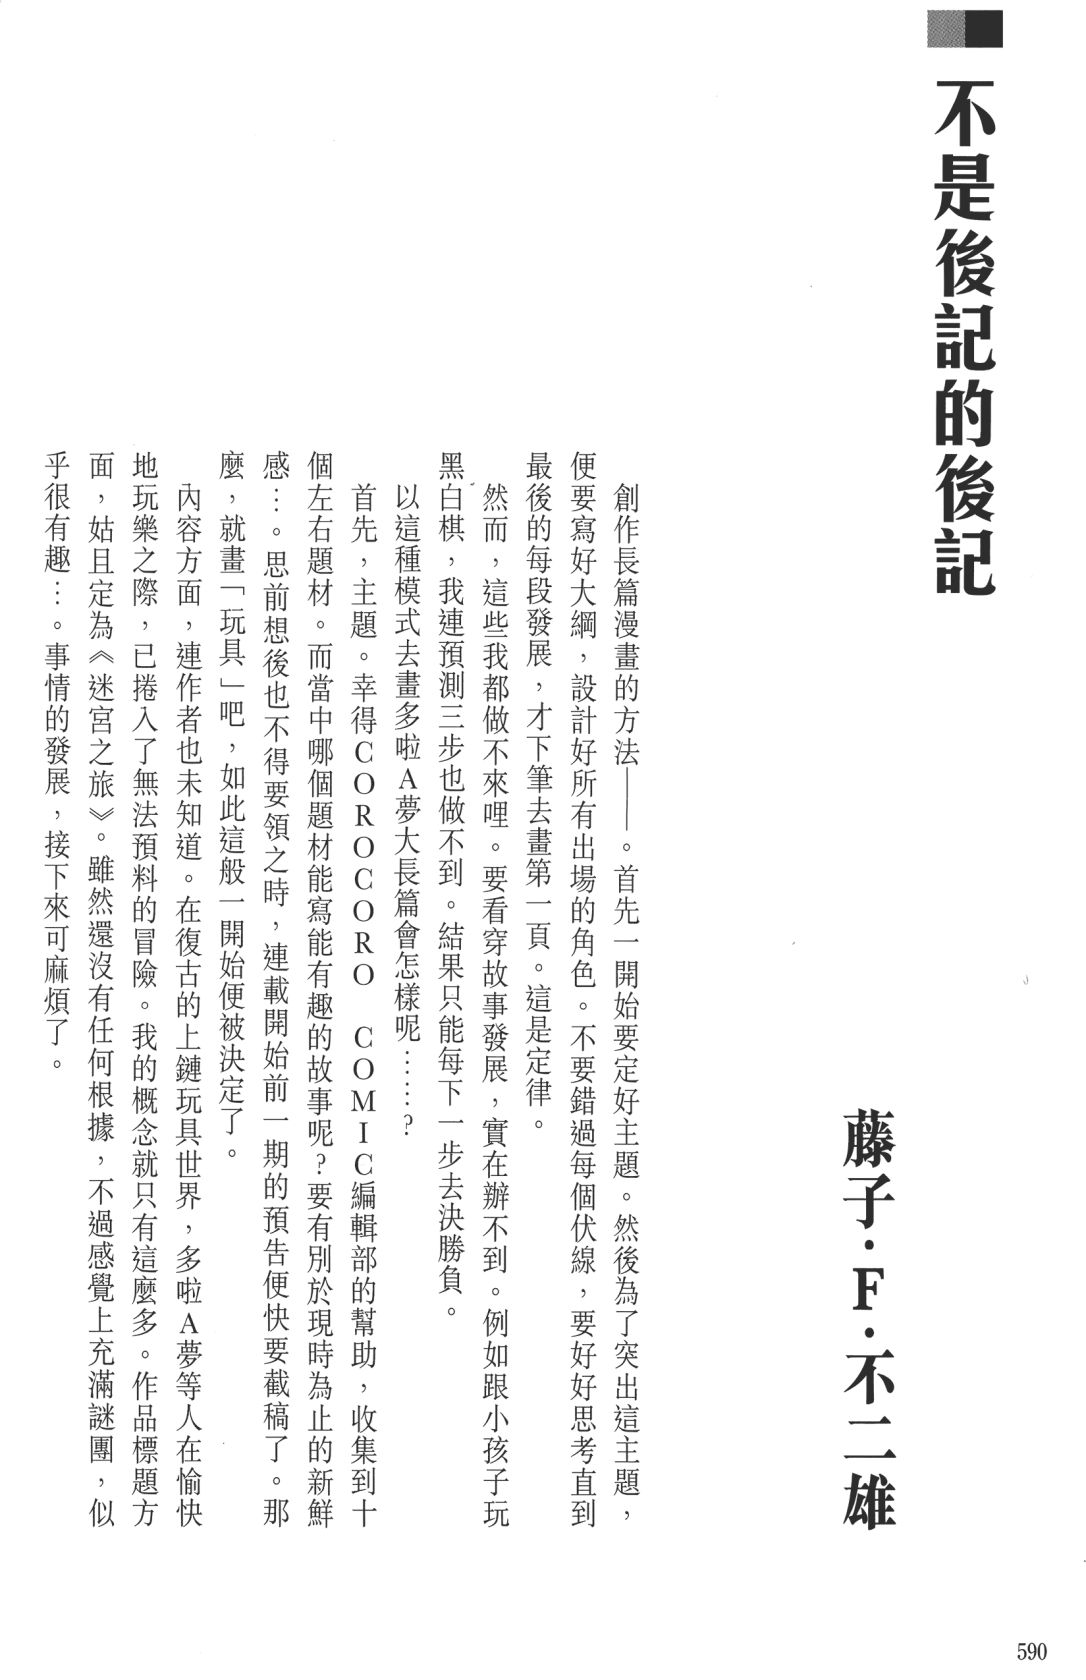 不是後記的後記
藤子・F・不二雄
創作長篇漫畫的方法——。首先一開始要定好主題。然後為了突出這主題，
便要寫好大綱，設計好所有出場的角色。不要錯過每個伏線，要好好思考直到
最後的每段發展，才下筆去畫第一頁。這是定律。
然而，這些我都做不來哩。要看穿故事發展，實在辦不到。例如跟小孩子玩
黑白棋，我連預測三步也做不到。結果只能每下一步去決勝負。
以這種模式去畫多啦A夢大長篇會怎樣呢……？
首先，主題。幸得COROCORO COMIC編輯部的幫助，收集到十
個左右題材。而當中哪個題材能寫能有趣的故事呢？要有別於現時為止的新鮮
感…。思前想後也不得要領之時，連載開始前一期的預告便快要截稿了。那
麼，就畫「玩具」吧，如此這般一開始便被決定了。
內容方面，連作者也未知道。在復古的上鏈玩具世界，多啦A夢等人在愉快
地玩樂之際，已捲入了無法預料的冒險。我的概念就只有這麼多。作品標題方
面，姑且定為《迷宮之旅》。雖然還沒有任何根據，不過感覺上充滿謎團，似
乎很有趣…。事情的發展，接下來可麻煩了。
590